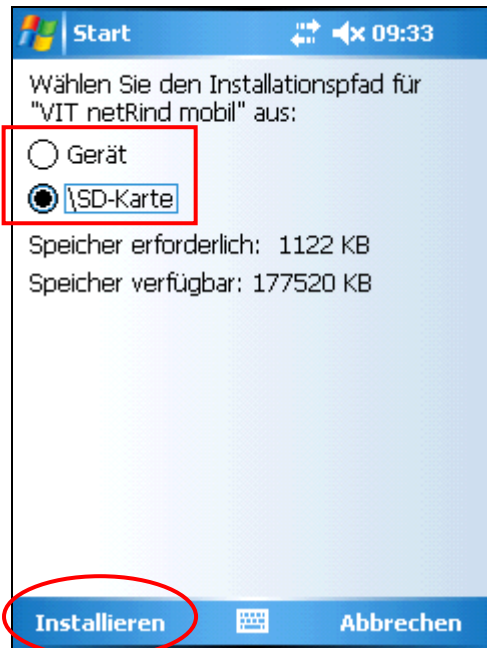 Start 09:33
Wählen Sie den Installationspfad für
"VIT netRind mobil" aus:
Gerät
\SD-Karte
Speicher erforderlich: 1122 KB
Speicher verfügbar: 177520 KB
Installieren Abbrechen